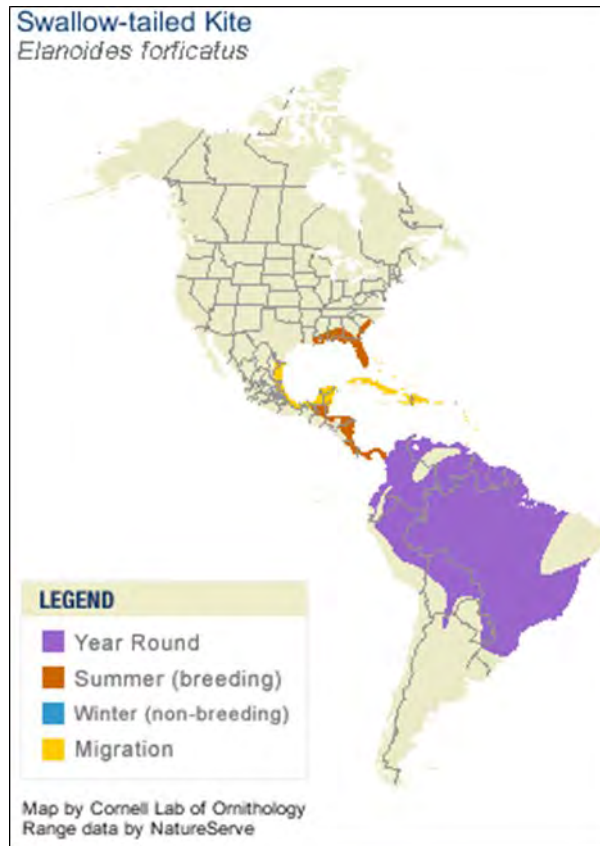 Swallow-tailed Kite
Elanoides forficatus
LEGEND
Year Round
Summer (breeding)
Winter (non-breeding)
Migration
Map by Cornell Lab of Ornithology
Range data by NatureServe